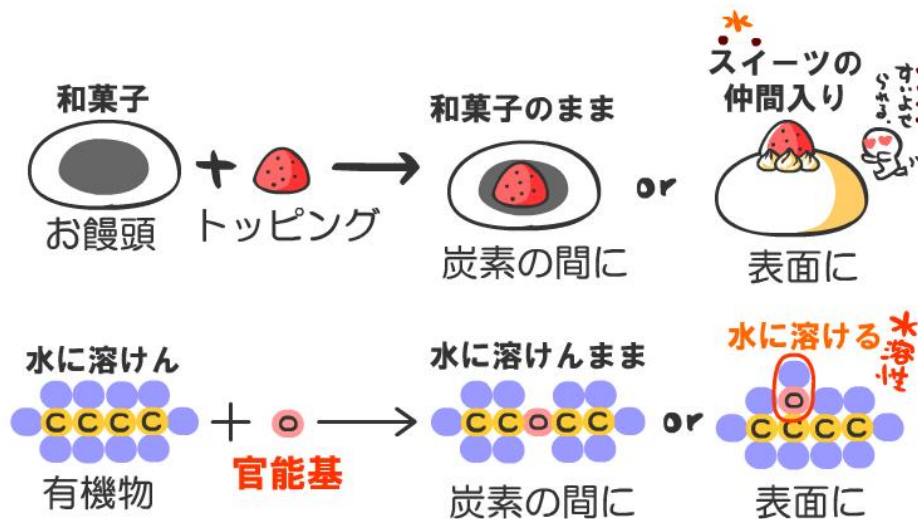 和菓子
お饅頭
+
トッピング
和菓子のまま
炭素の間に
or
水
スイーツの
仲間入り
すいよせ
られる。
表面に
水に溶けん
CCCC
有機物
+
O
官能基
水に溶けんまま
CCOCC
炭素の間に
or
水に溶ける
水溶性
O
CCCC
表面に